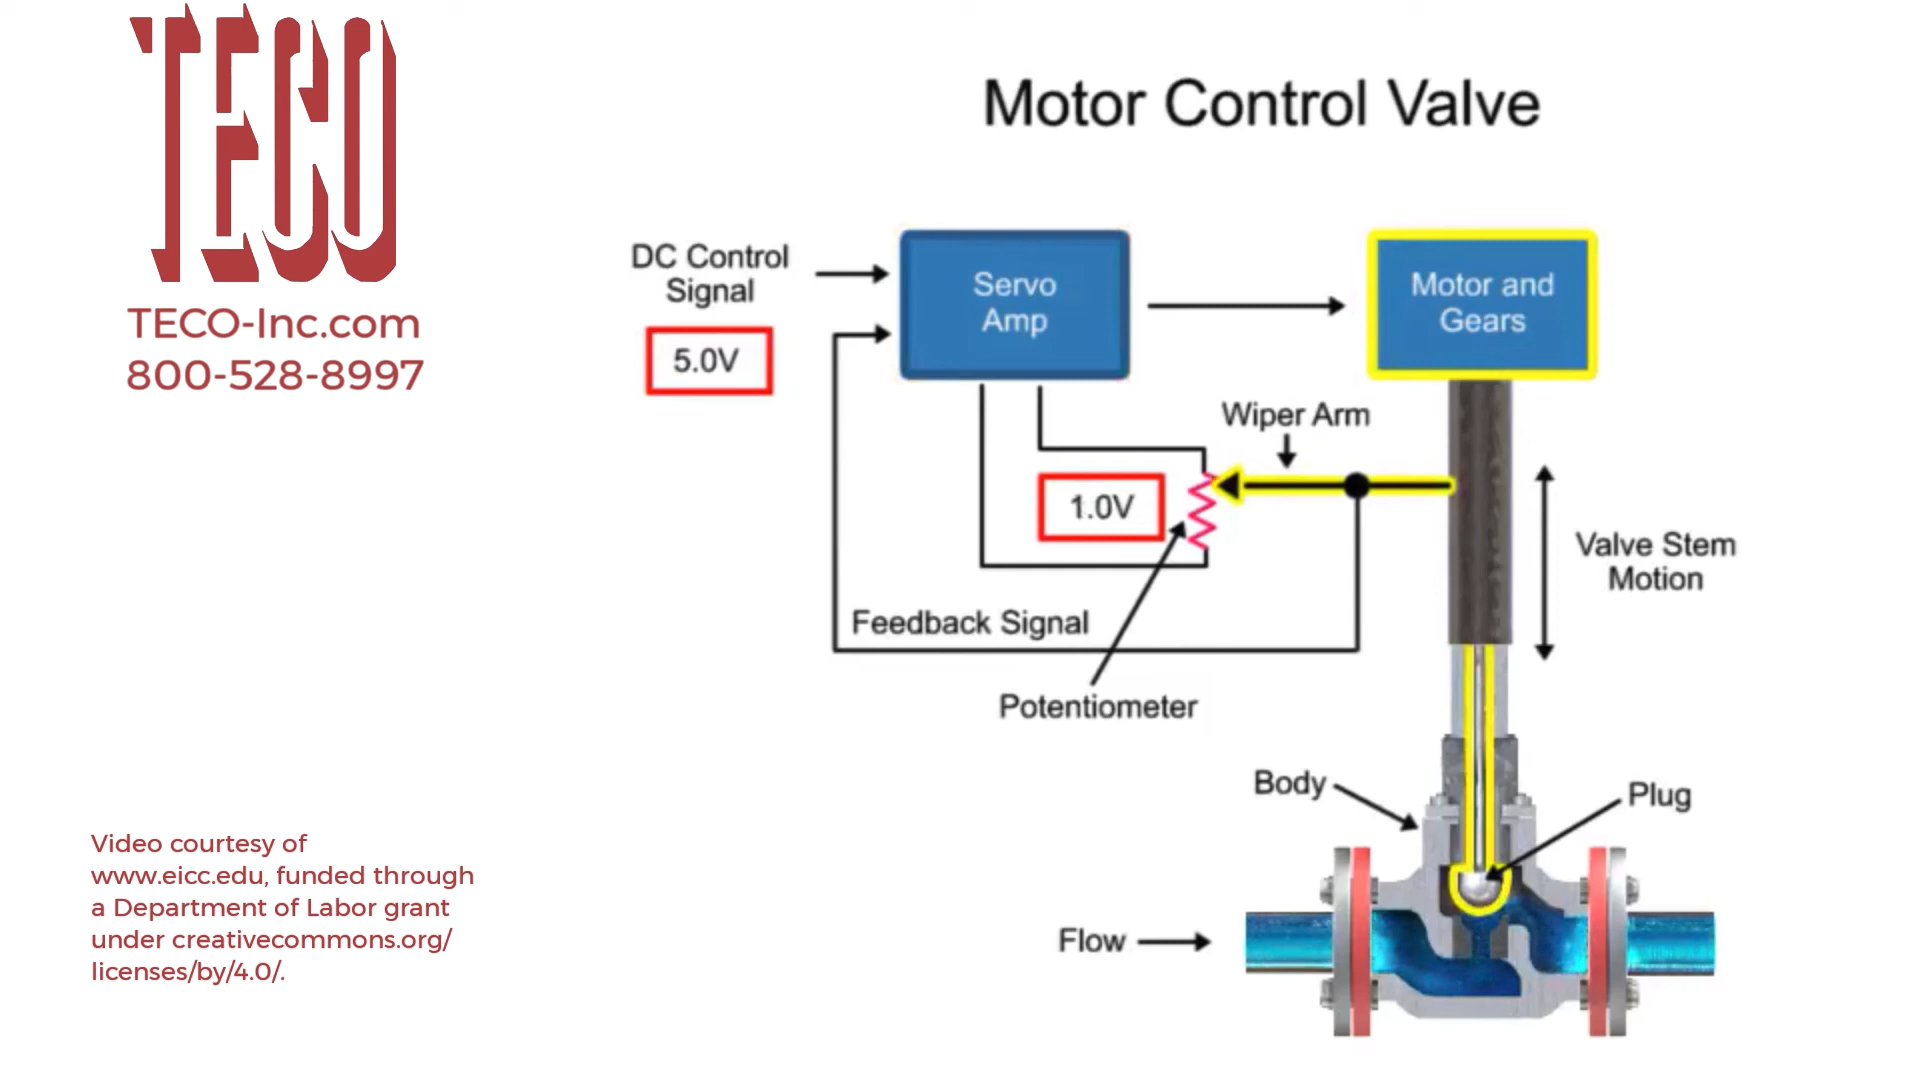 TECO
TECO-Inc.com
800-528-8997
Motor Control Valve
DC Control
Signal
5.0V
Servo
Amp
Motor and
Gears
Wiper Arm
1.0V
Valve Stem
Motion
Feedback Signal
Potentiometer
Body
Plug
Flow
Video courtesy of
www.eicc.edu, funded through
a Department of Labor grant
under creativecommons.org/
licenses/by/4.0/.